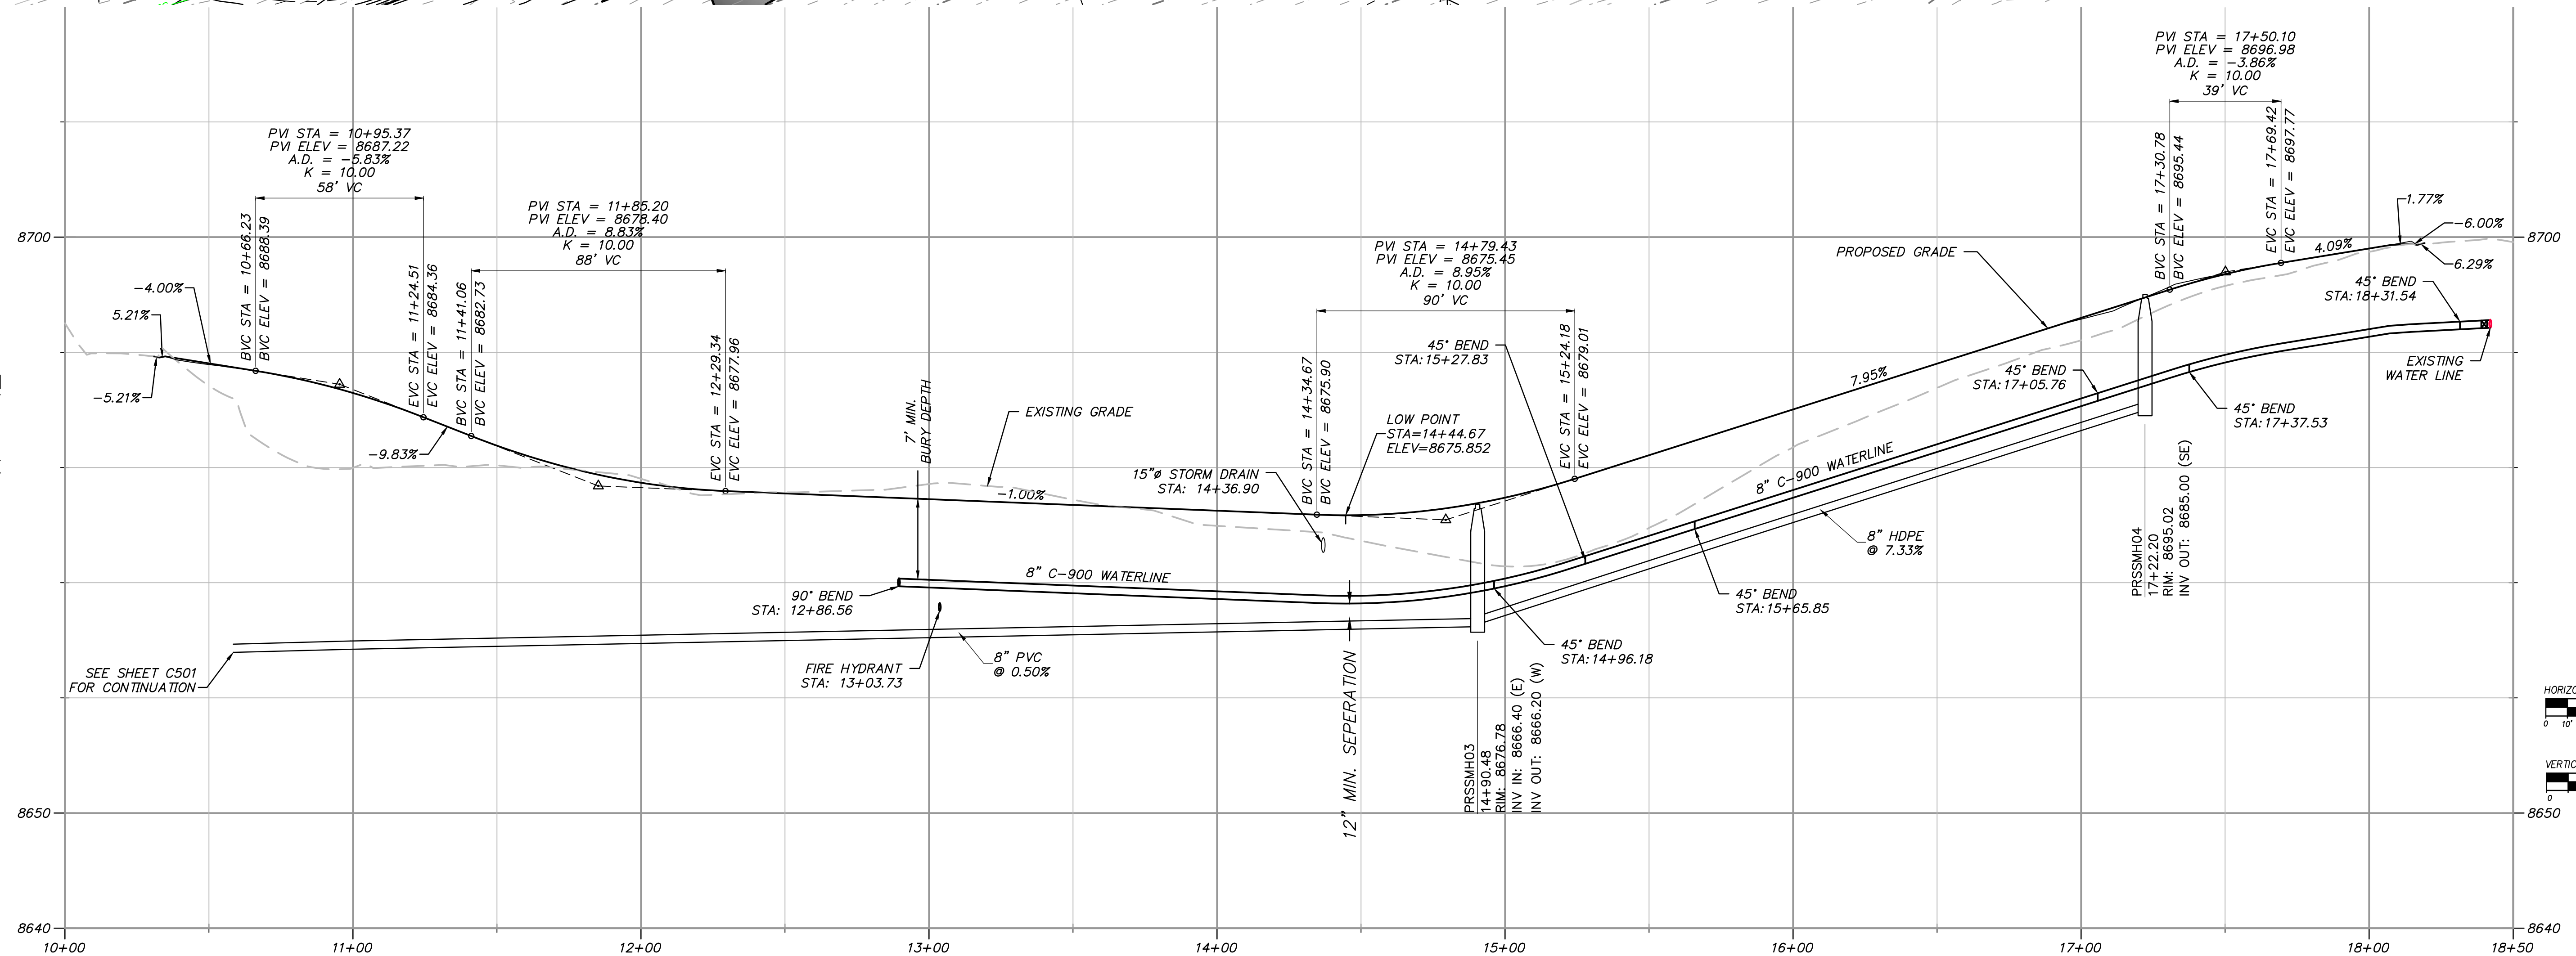 PVI STA = 17+50.10
PVI ELEV = 8696.98
A.D. = -3.86%
K = 10.00
39' VC
BVC STA = 17+30.78
BVC ELEV = 8695.44
EVC STA = 17+69.42
EVC ELEV = 8697.77
PVI STA = 10+95.37
PVI ELEV = 8687.22
A.D. = -5.83%
K = 10.00
58' VC
BVC STA = 10+66.23
BVC ELEV = 8688.39
EVC STA = 11+24.51
EVC ELEV = 8684.36
PVI STA = 11+85.20
PVI ELEV = 8678.40
A.D. = 8.83%
K = 10.00
88' VC
BVC STA = 11+41.06
BVC ELEV = 8682.73
EVC STA = 12+29.34
EVC ELEV = 8677.96
PVI STA = 14+79.43
PVI ELEV = 8675.45
A.D. = 8.95%
K = 10.00
90' VC
BVC STA = 14+34.67
BVC ELEV = 8675.90
EVC STA = 15+24.18
EVC ELEV = 8679.01
8700
8700
-4.00%
5.21%
-5.21%
-9.83%
7' MIN.
BURY DEPTH
EXISTING GRADE
-1.00%
15"Ø STORM DRAIN
STA: 14+36.90
LOW POINT
STA=14+44.67
ELEV=8675.852
45° BEND
STA:15+27.83
PROPOSED GRADE
7.95%
4.09%
1.77%
-6.00%
6.29%
45° BEND
STA:18+31.54
EXISTING
WATER LINE
45° BEND
STA:17+05.76
45° BEND
STA:17+37.53
8" C-900 WATERLINE
8" HDPE
@ 7.33%
PRSSMH04
17+22.20
RIM: 8695.02
INV OUT: 8685.00 (SE)
8" C-900 WATERLINE
90° BEND
STA: 12+86.56
45° BEND
STA:15+65.85
45° BEND
STA:14+96.18
SEE SHEET C501
FOR CONTINUATION
FIRE HYDRANT
STA: 13+03.73
8" PVC
@ 0.50%
12" MIN. SEPERATION
PRSSMH03
14+90.48
RIM: 8676.78
INV IN: 8666.40 (E)
INV OUT: 8666.20 (W)
HORIZO
0 10'
VERTIC
0
8650
8650
8640
8640
10+00
11+00
12+00
13+00
14+00
15+00
16+00
17+00
18+00
18+50